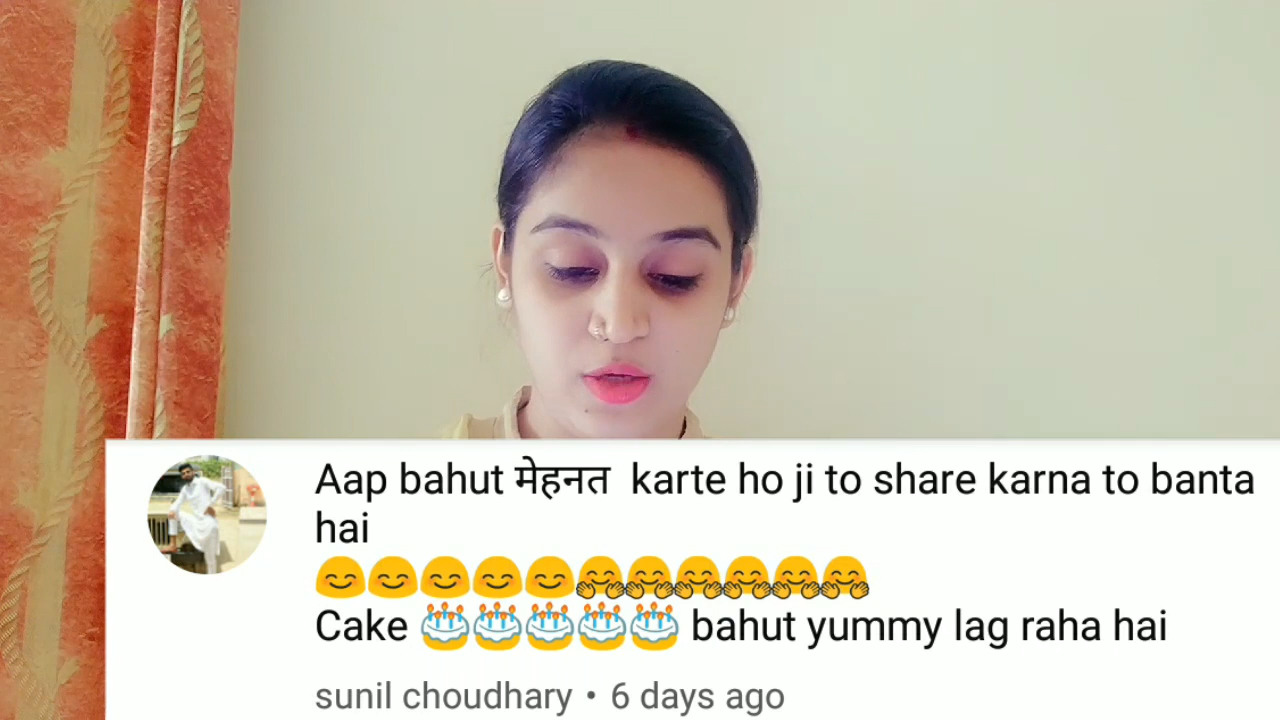 Aap bahut मेहनत karte ho ji to share karna to banta
hai
😊😊😊😊😊🤗🤗🤗🤗🤗🤗
Cake 🎂🎂🎂🎂🎂 bahut yummy lag raha hai
sunil choudhary • 6 days ago